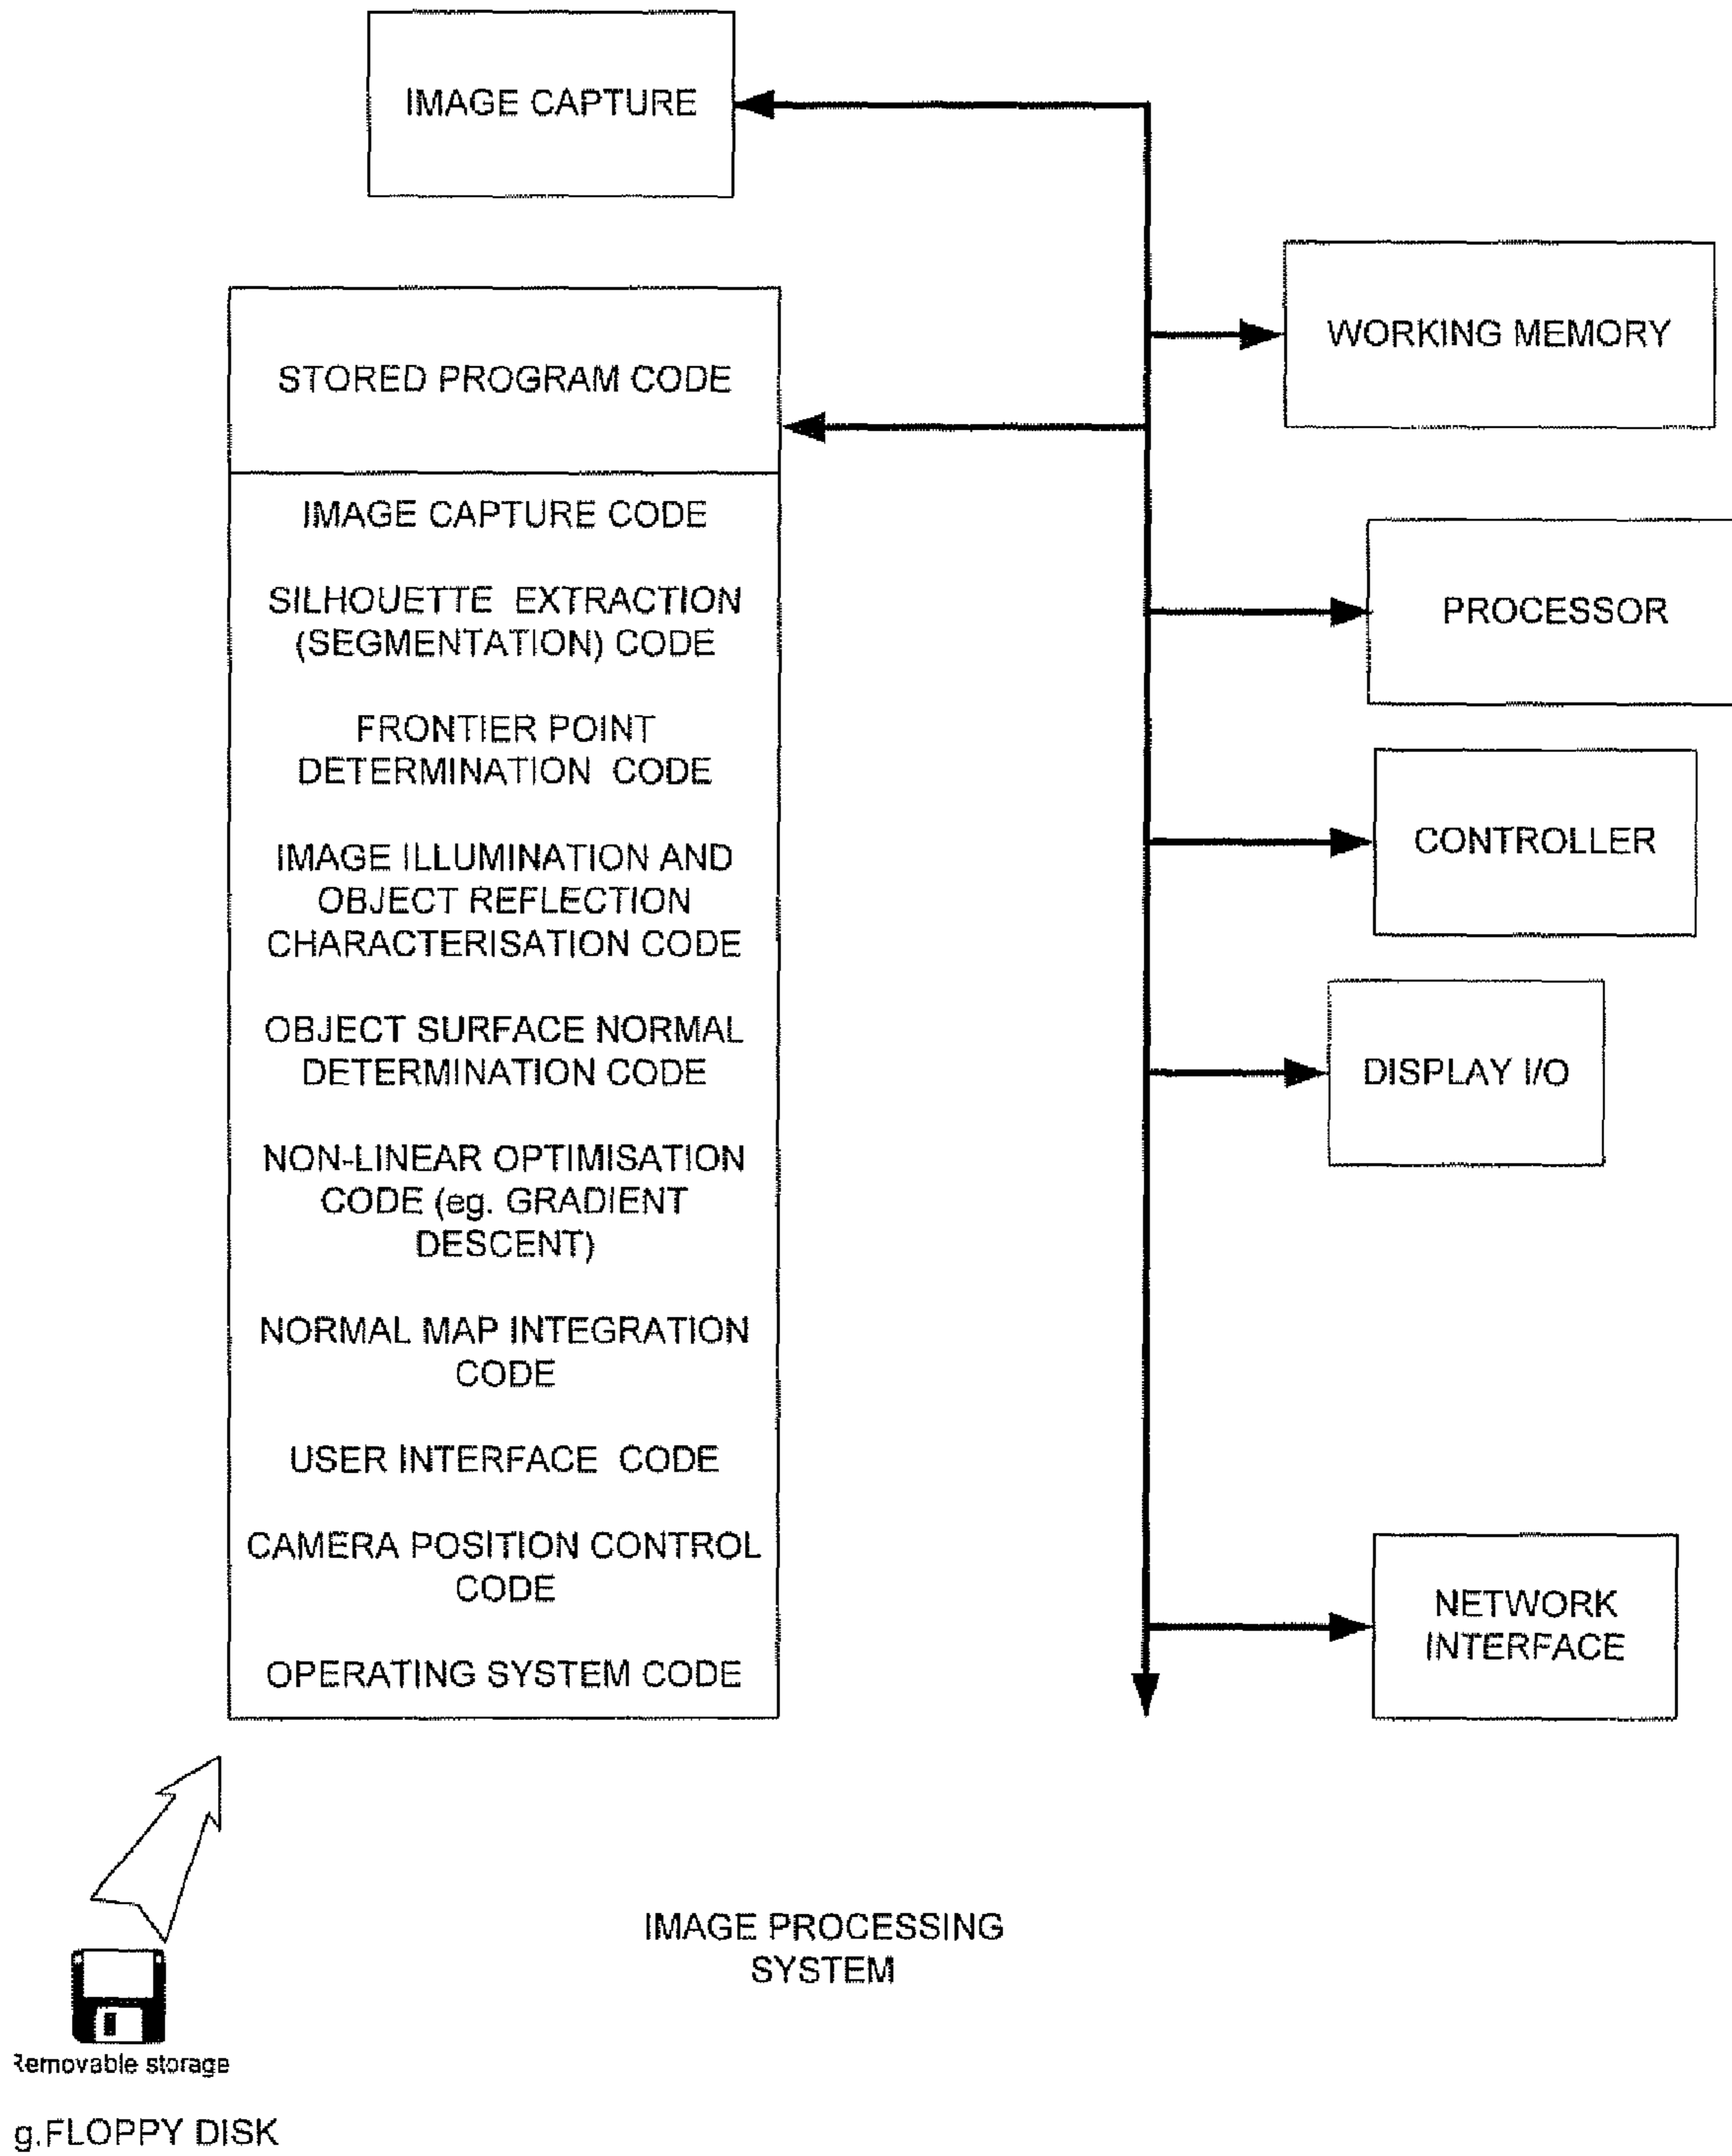 IMAGE CAPTURE
WORKING MEMORY
STORED PROGRAM CODE
IMAGE CAPTURE CODE
SILHOUETTE EXTRACTION
(SEGMENTATION) CODE
PROCESSOR
FRONTIER POINT
DETERMINATION CODE
IMAGE ILLUMINATION AND
OBJECT REFLECTION
CHARACTERISATION CODE
CONTROLLER
OBJECT SURFACE NORMAL
DETERMINATION CODE
DISPLAY I/O
NON-LINEAR OPTIMISATION
CODE (eg. GRADIENT
DESCENT)
NORMAL MAP INTEGRATION
CODE
USER INTERFACE CODE
CAMERA POSITION CONTROL
CODE
OPERATING SYSTEM CODE
NETWORK
INTERFACE
IMAGE PROCESSING
SYSTEM
Removable storage
g.FLOPPY DISK